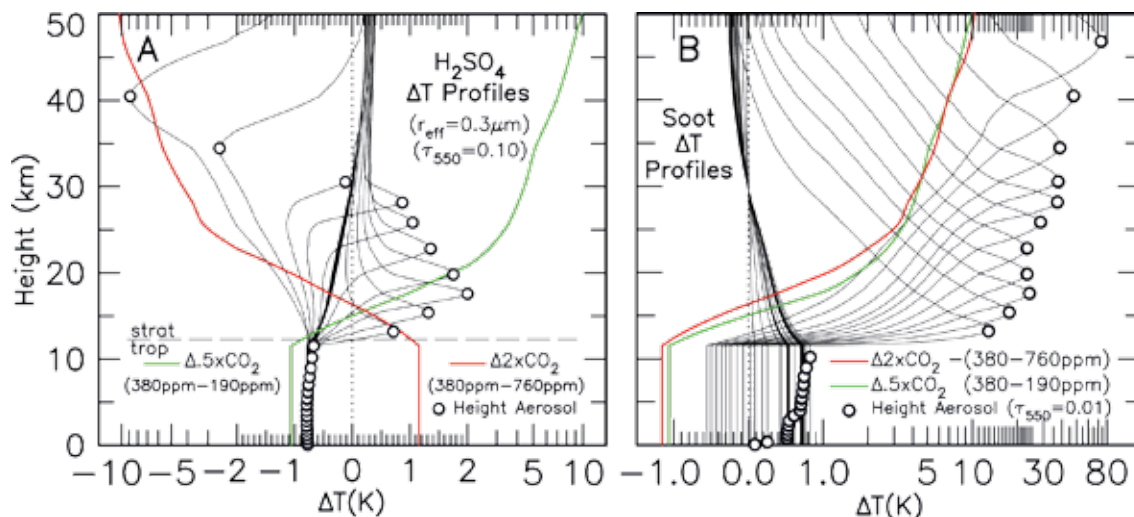 A
H₂SO₄
ΔT Profiles
(r_eff=0.3μm)
(τ₅₅₀=0.10)
50
40
30
20
10
0
Height (km)
strat
trop
Δ.5xCO₂
(380ppm−190ppm)
Δ2xCO₂
(380ppm−760ppm)
Height Aerosol
−10 −5 −2 −1 0 1 2 5 10
ΔT(K)
B
Soot
ΔT
Profiles
Δ2xCO₂ −(380−760ppm)
Δ.5xCO₂ (380−190ppm)
Height Aerosol (τ₅₅₀=0.01)
−1.0 0.0 1.0 5 10 30 80
ΔT(K)